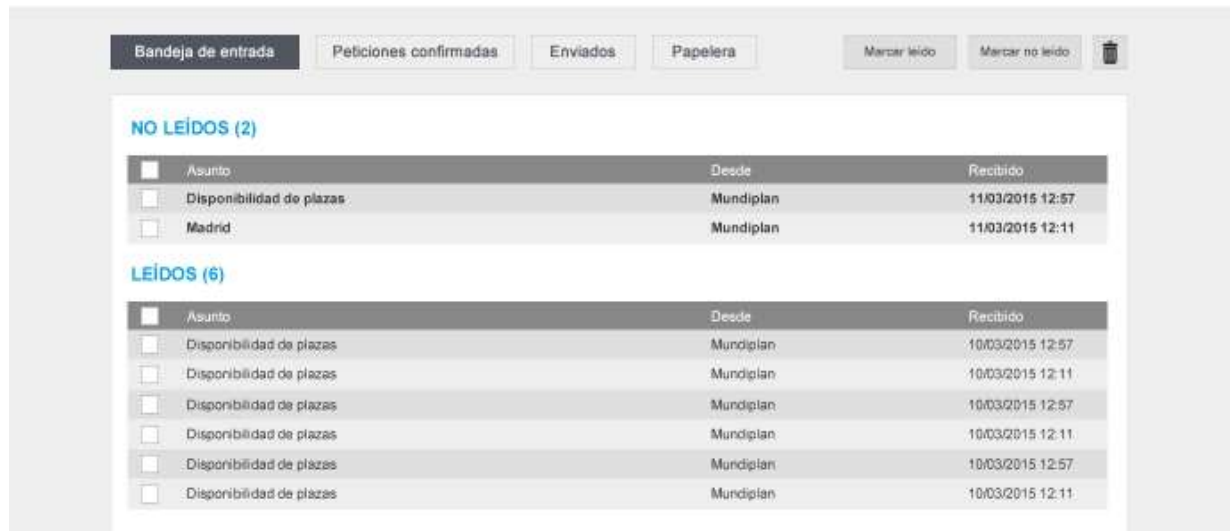 Bandeja de entrada Peticiones confirmadas Enviados Papelera Marcar leído Marcar no leído
NO LEÍDOS (2)
Asunto Desde Recibido
Disponibilidad de plazas Mundiplan 11/03/2015 12:57
Madrid Mundiplan 11/03/2015 12:11
LEÍDOS (6)
Asunto Desde Recibido
Disponibilidad de plazas Mundiplan 10/03/2015 12:57
Disponibilidad de plazas Mundiplan 10/03/2015 12:11
Disponibilidad de plazas Mundiplan 10/03/2015 12:57
Disponibilidad de plazas Mundiplan 10/03/2015 12:11
Disponibilidad de plazas Mundiplan 10/03/2015 12:57
Disponibilidad de plazas Mundiplan 10/03/2015 12:11